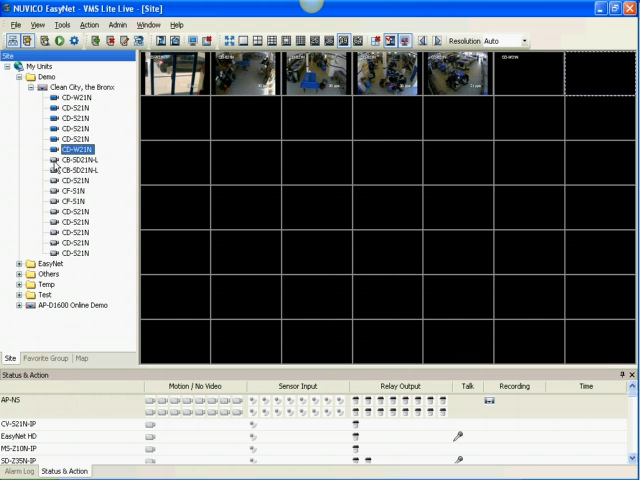 NUVICO EasyNet - VMS Lite Live - [Site]
File View Tools Action Admin Window Help
Resolution Auto
Site
My Units
Demo
Clean City, the Bronx
CD-W21N
CD-S21N
CD-S21N
CD-S21N
CD-S21N
CD-W21N
CB-SD21N-L
CB-SD21N-L
CD-S21N
CF-S1N
CF-S1N
CD-S21N
CD-S21N
CD-S21N
CD-S21N
CD-S21N
EasyNet
Others
Temp
Test
AP-D1600 Online Demo
Site Favorite Group Map
Status & Action
Motion / No Video Sensor Input Relay Output Talk Recording Time
AP-NS
CV-S21N-IP
EasyNet HD
MS-Z10N-IP
SD-Z35N-IP
Alarm Log Status & Action